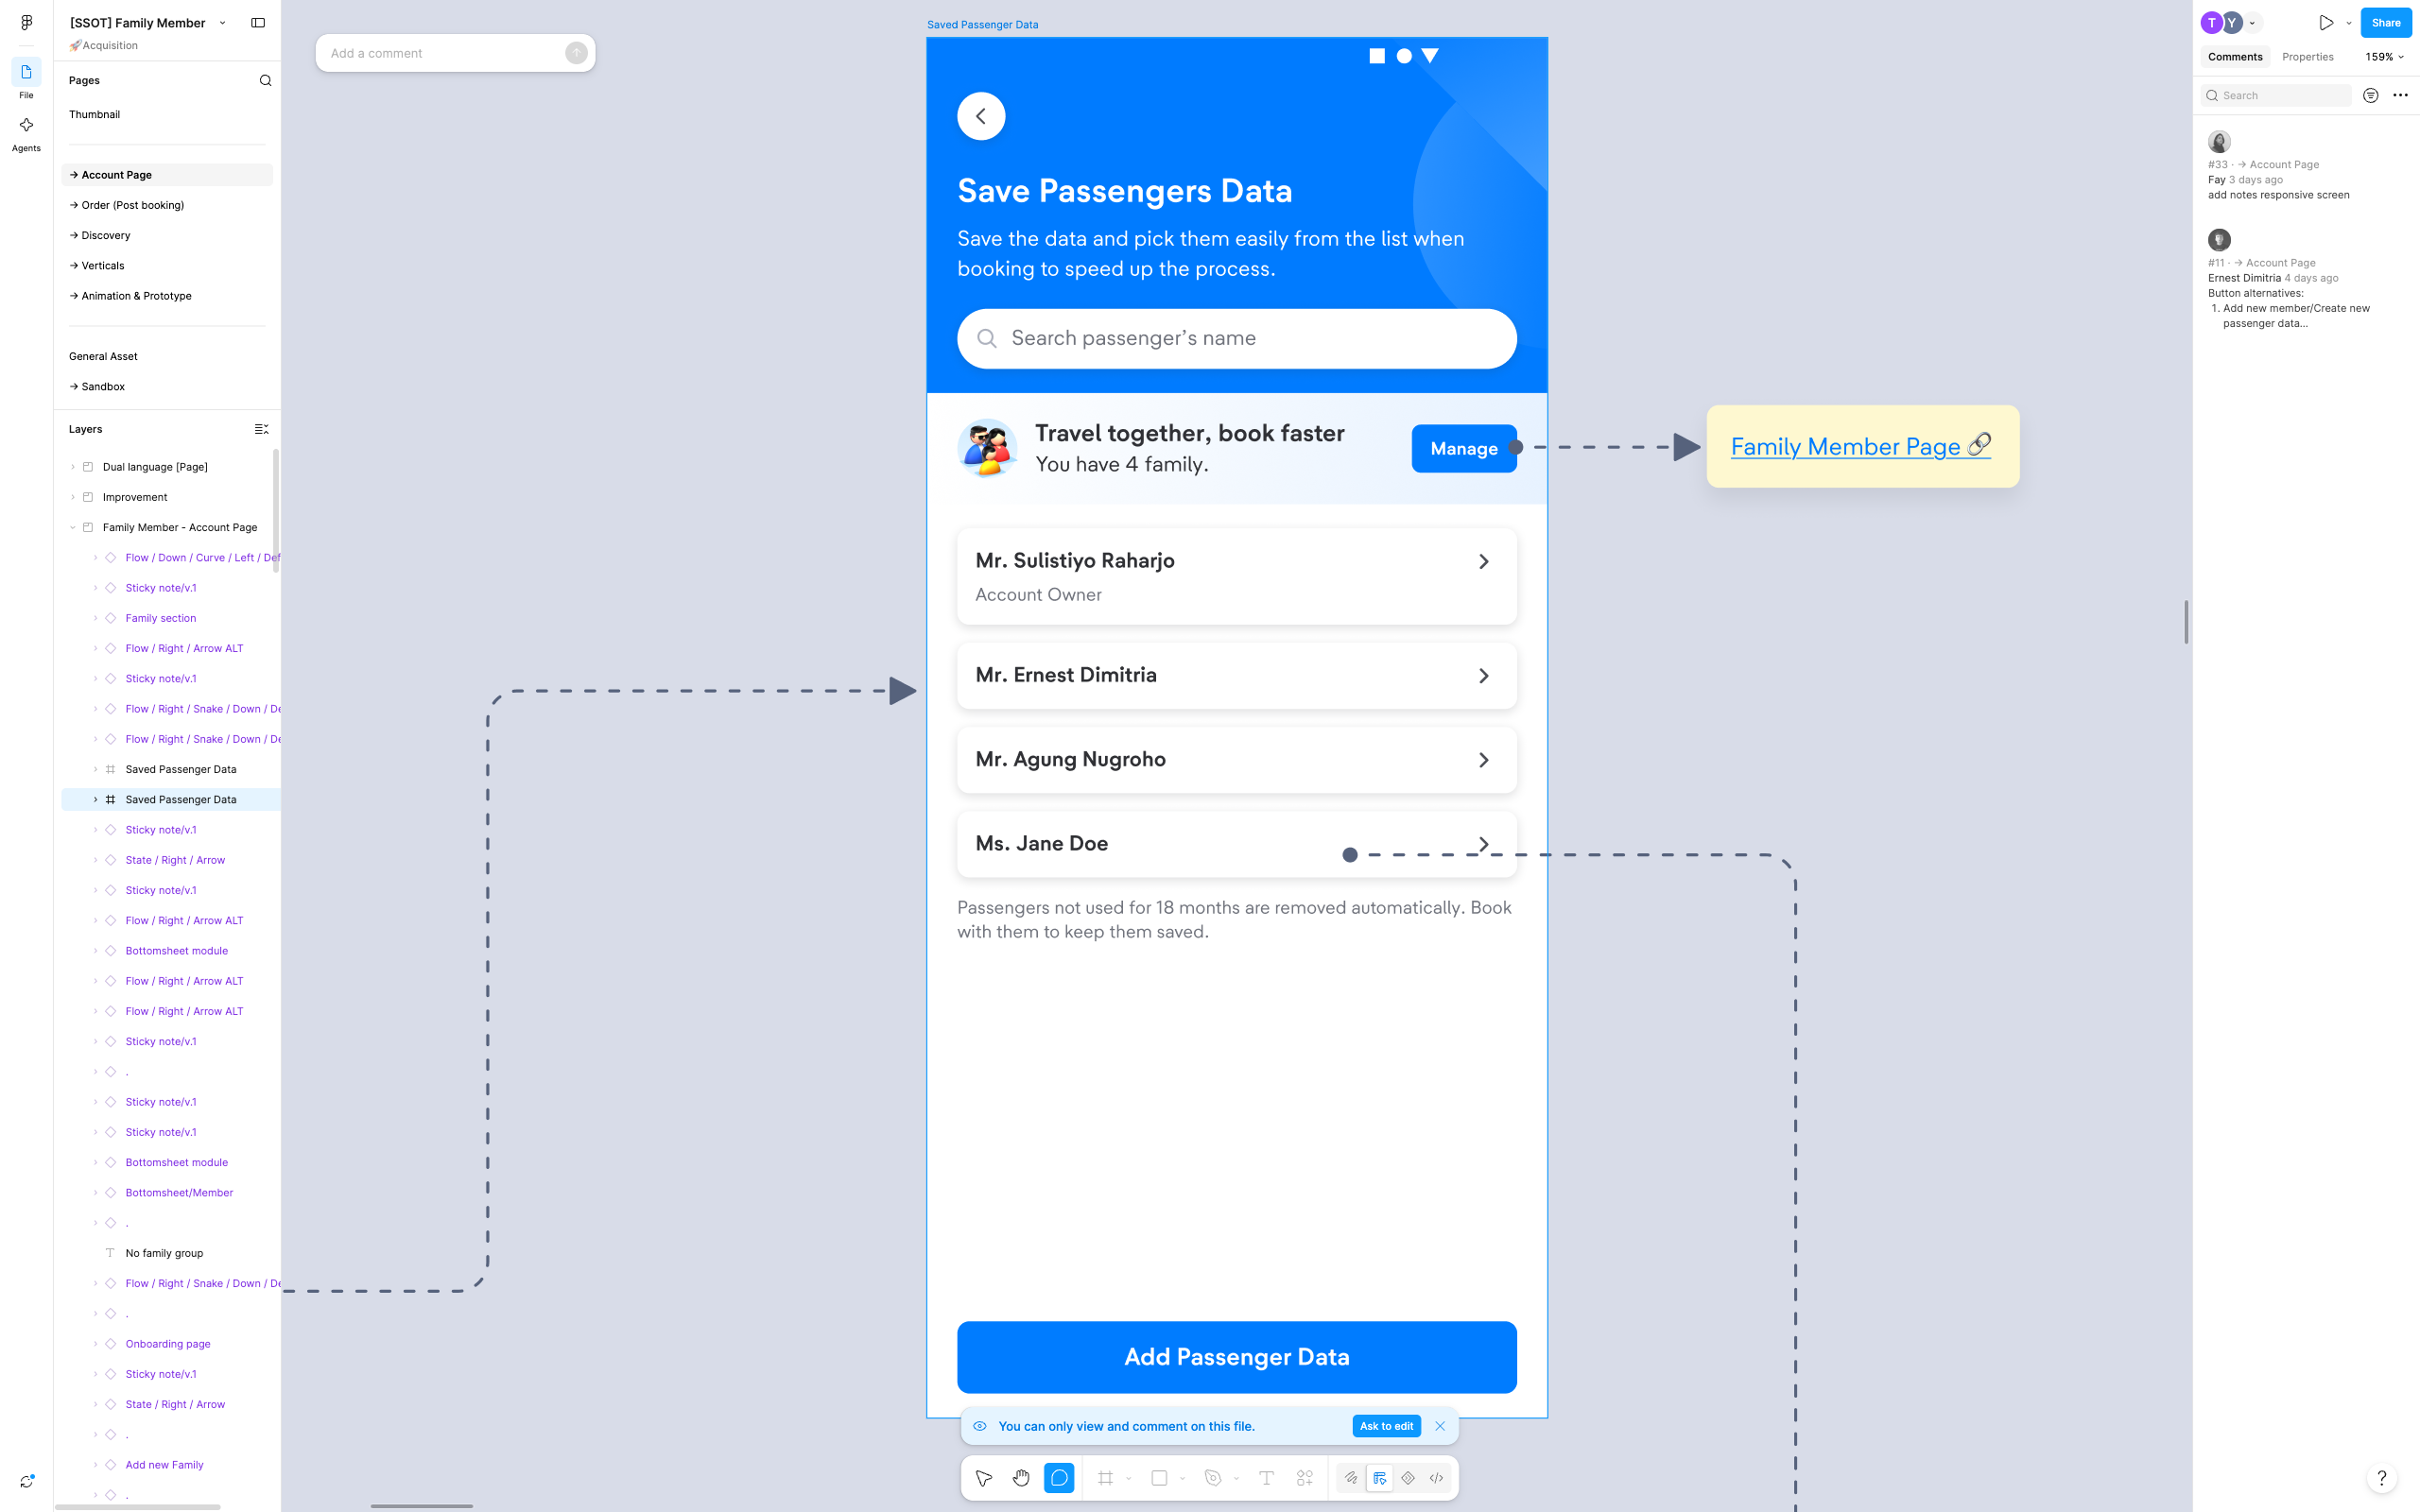 [SSOT] Family Member
🚀Acquisition
File
Agents
Pages
Thumbnail
→ Account Page
→ Order (Post booking)
→ Discovery
→ Verticals
→ Animation & Prototype
General Asset
→ Sandbox
Layers
Dual language [Page]
Improvement
Family Member - Account Page
Flow / Down / Curve / Left / Def
Sticky note/v.1
Family section
Flow / Right / Arrow ALT
Sticky note/v.1
Flow / Right / Snake / Down / De
Flow / Right / Snake / Down / De
Saved Passenger Data
Saved Passenger Data
Sticky note/v.1
State / Right / Arrow
Sticky note/v.1
Flow / Right / Arrow ALT
Bottomsheet module
Flow / Right / Arrow ALT
Flow / Right / Arrow ALT
Sticky note/v.1
.
Sticky note/v.1
Sticky note/v.1
Bottomsheet module
Bottomsheet/Member
.
No family group
Flow / Right / Snake / Down / De
.
Onboarding page
Sticky note/v.1
State / Right / Arrow
.
Add new Family
.
Add a comment
Saved Passenger Data
Save Passengers Data
Save the data and pick them easily from the list when
booking to speed up the process.
Search passenger’s name
Travel together, book faster
You have 4 family.
Manage
Family Member Page 🔗
Mr. Sulistiyo Raharjo
Account Owner
Mr. Ernest Dimitria
Mr. Agung Nugroho
Ms. Jane Doe
Passengers not used for 18 months are removed automatically. Book
with them to keep them saved.
Add Passenger Data
You can only view and comment on this file.
Ask to edit
T
Y
Share
Comments
Properties
159%
Search
#33 · → Account Page
Fay 3 days ago
add notes responsive screen
#11 · → Account Page
Ernest Dimitria 4 days ago
Button alternatives:
1. Add new member/Create new
passenger data...
?